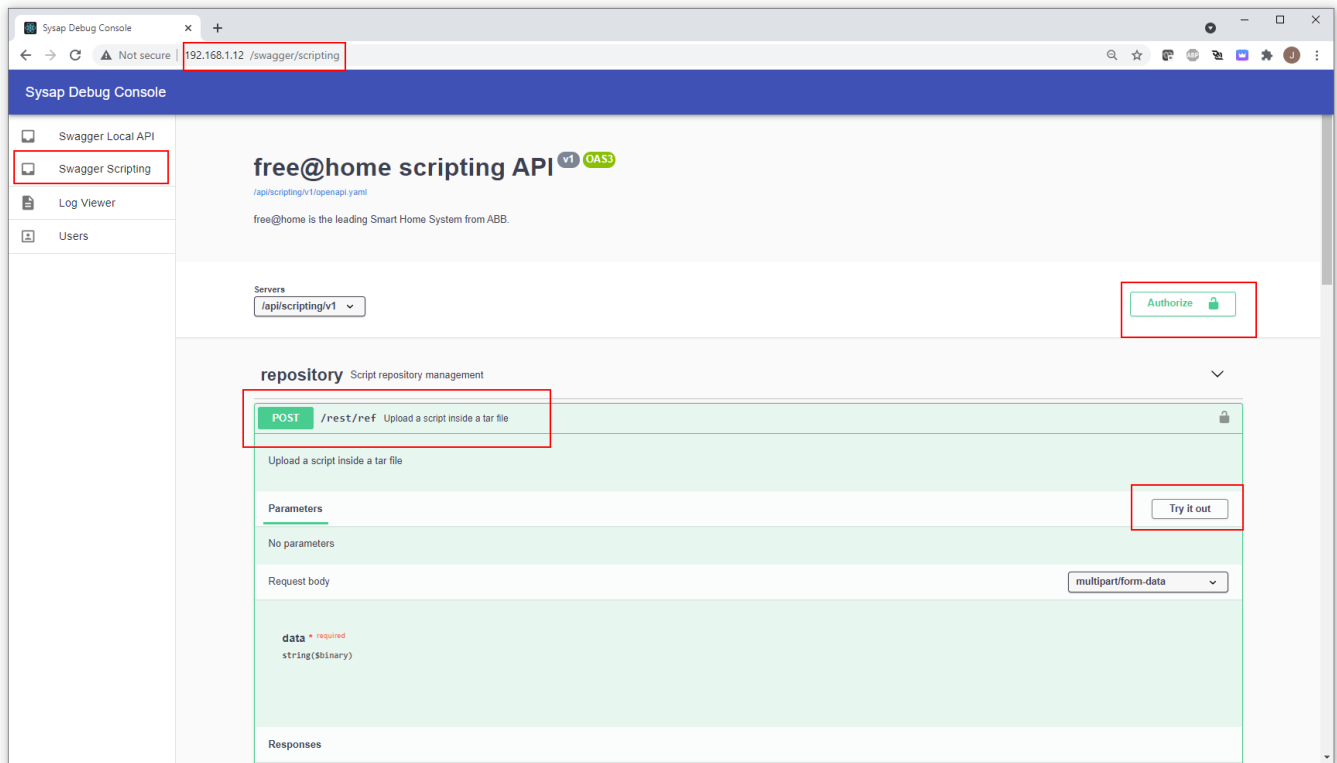 Sysap Debug Console
Not secure
192.168.1.12 /swagger/scripting
ABP
J
Sysap Debug Console
Swagger Local API
Swagger Scripting
Log Viewer
Users
free@home scripting API v1 OAS3
/api/scripting/v1/openapi.yaml
free@home is the leading Smart Home System from ABB.
Servers
/api/scripting/v1
Authorize
repository Script repository management
POST /rest/ref Upload a script inside a tar file
Upload a script inside a tar file
Parameters
Try it out
No parameters
Request body
multipart/form-data
data * required
string($binary)
Responses